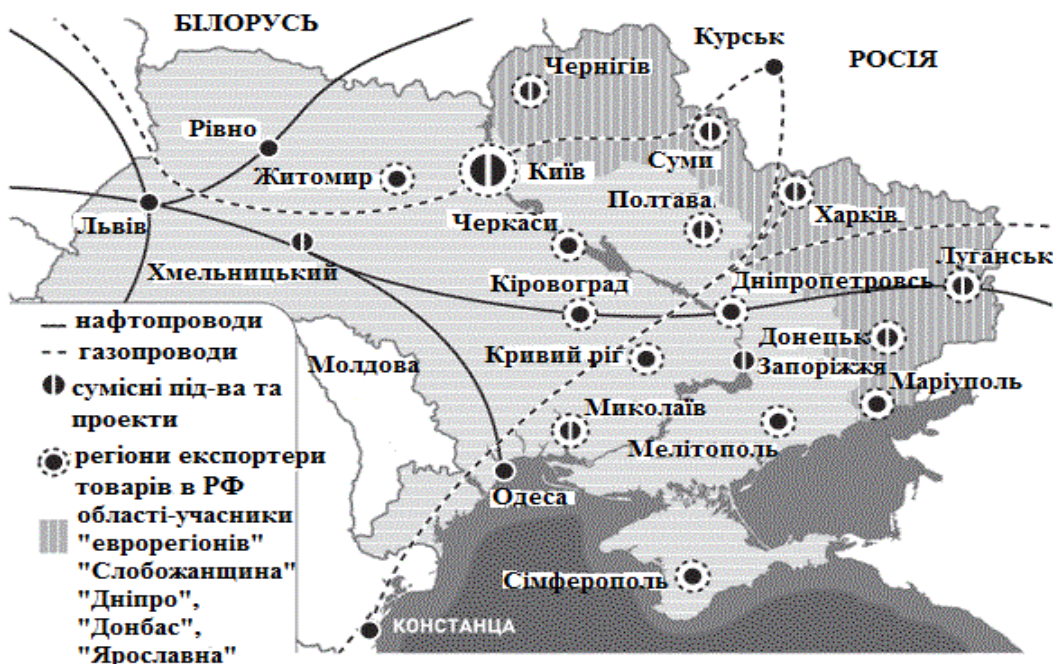 БІЛОРУСЬ
Курськ
РОСІЯ
Чернігів
Рівно
Житомир
Київ
Суми
Полтава
Харків
Львів
Черкаси
Хмельницький
Луганськ
Кіровоград
Дніпропетровсь
Донецьк
Запоріжжя
Кривий ріг
Молдова
Маріуполь
Миколаїв
Мелітополь
Одеса
Сімферополь
КОНСТАНЦА
нафтопроводи
газопроводи
сумісні під-ва та
проекти
регіони експортери
товарів в РФ
області-учасники
"еврорегіонів"
"Слобожанщина"
"Дніпро",
"Донбас",
"Ярославна"